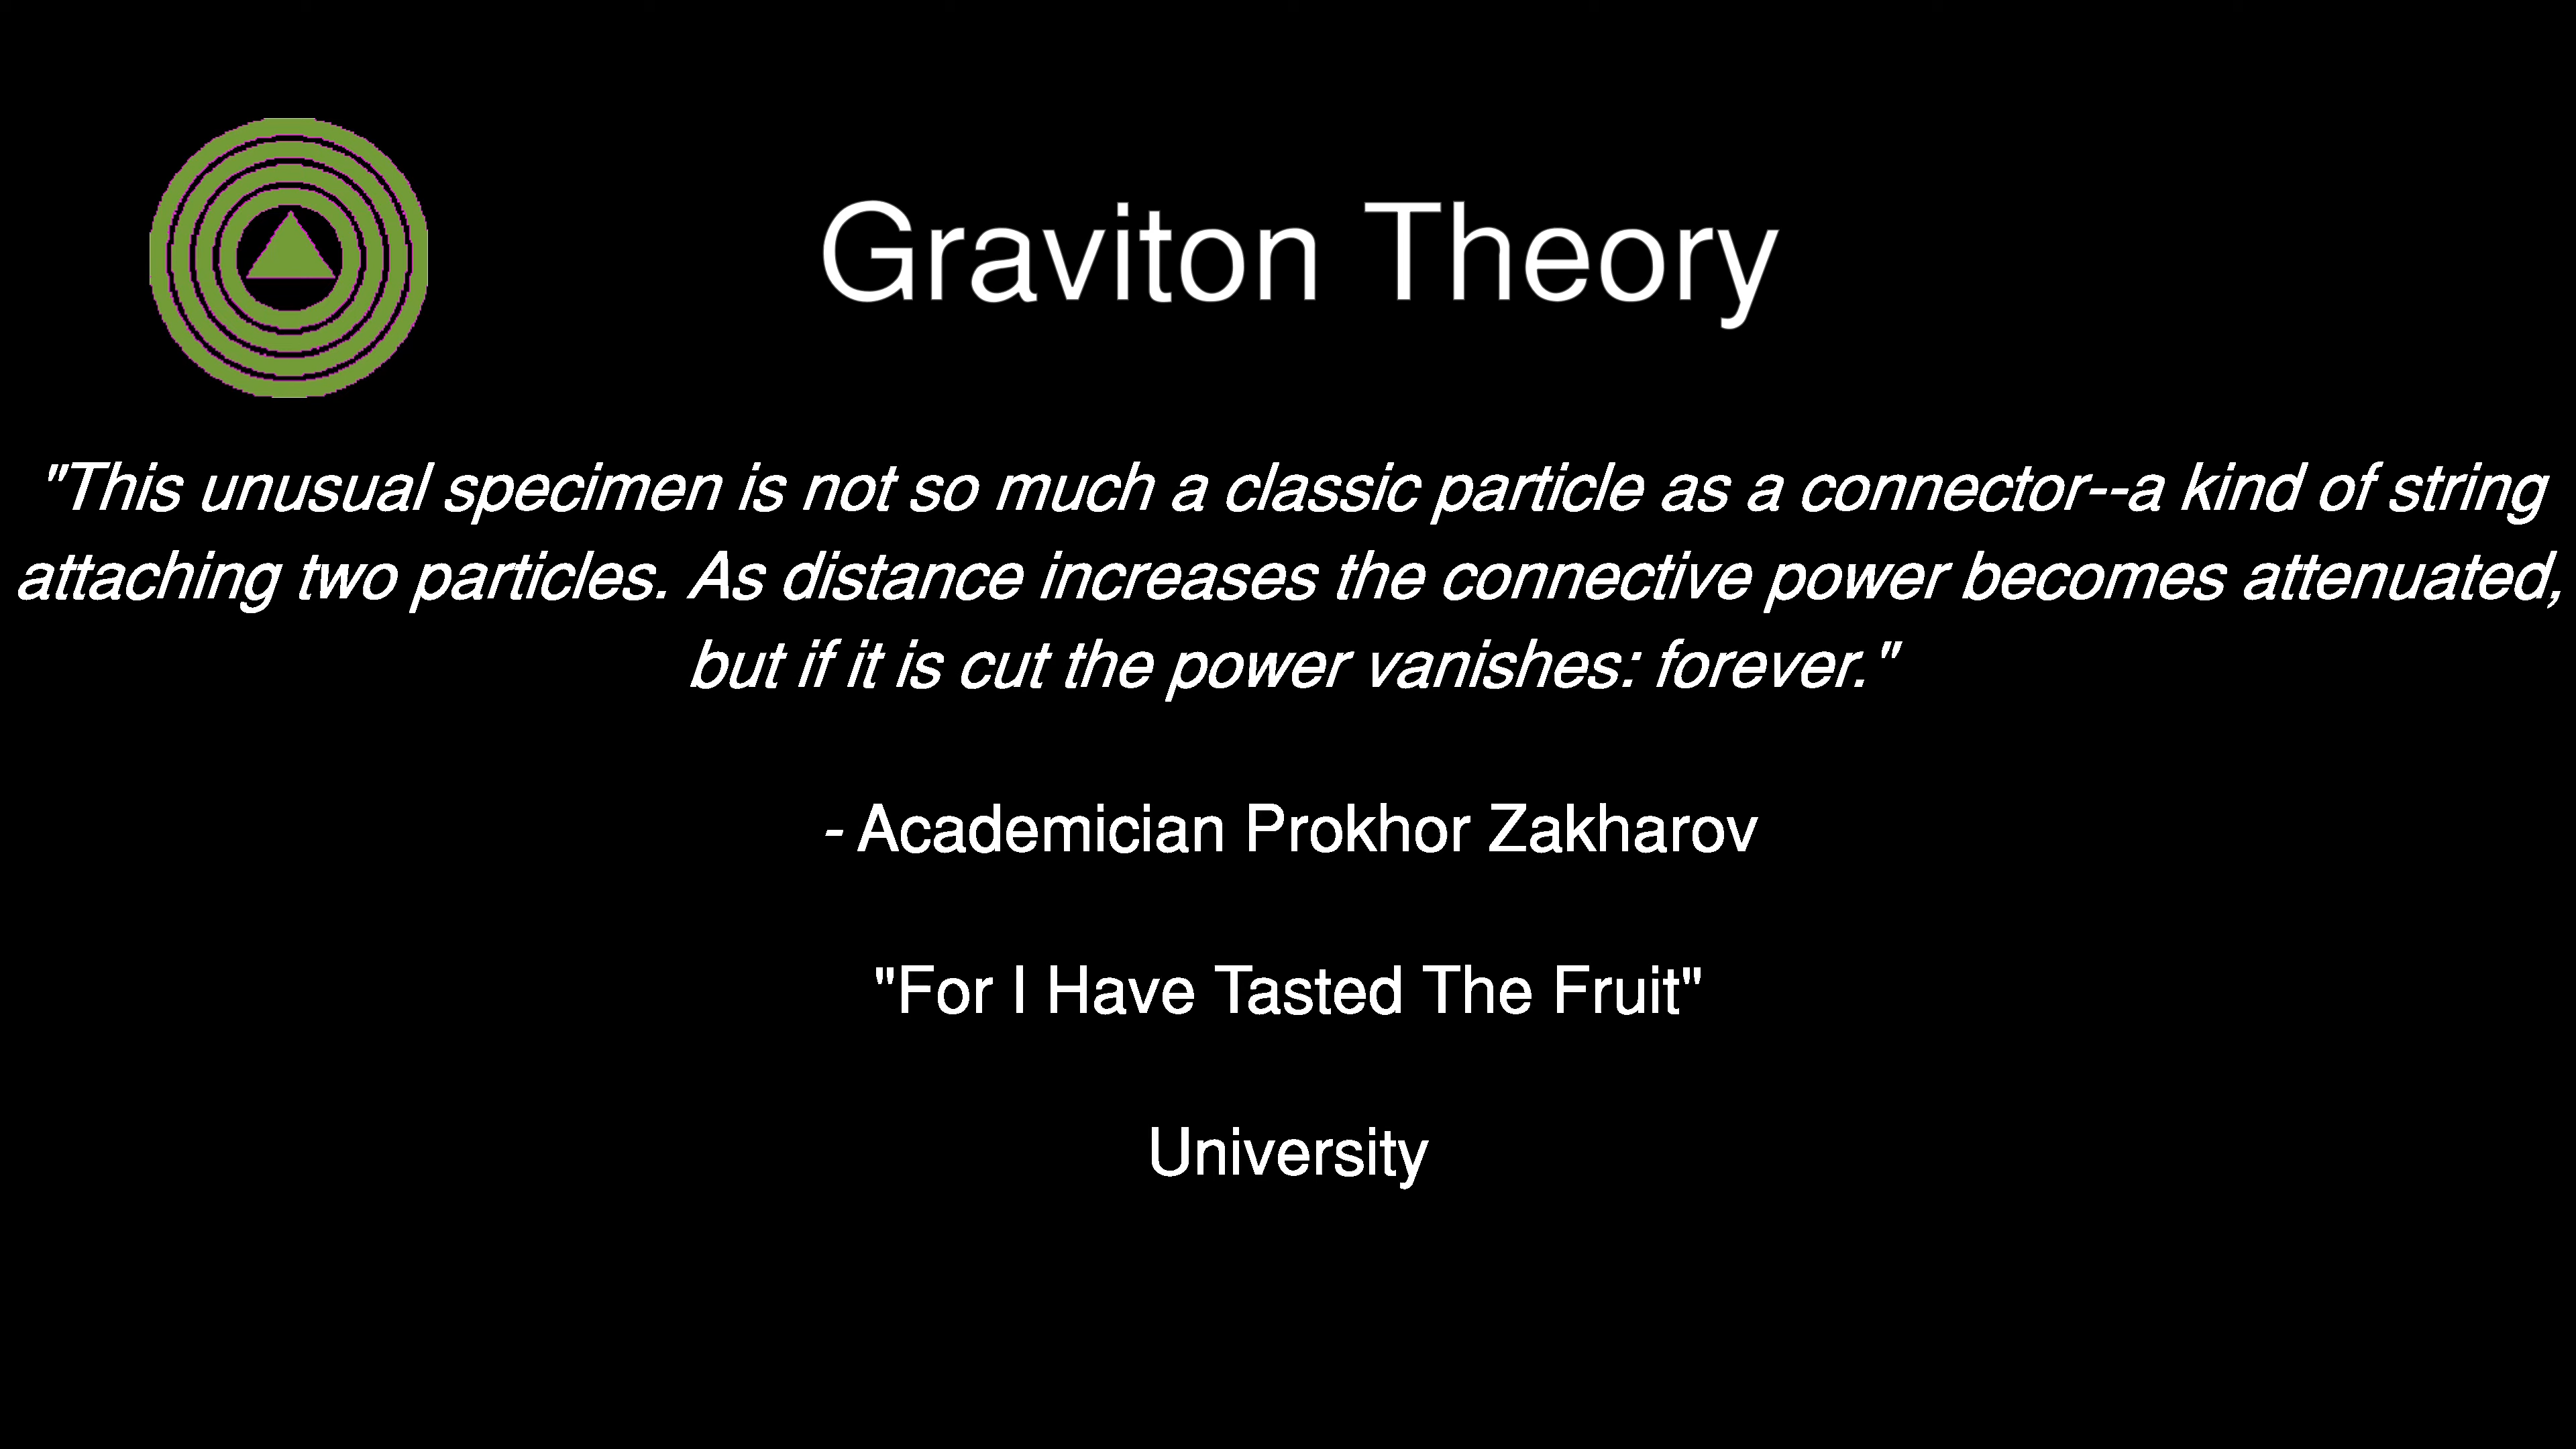 Graviton Theory
"This unusual specimen is not so much a classic particle as a connector--a kind of string
attaching two particles. As distance increases the connective power becomes attenuated,
but if it is cut the power vanishes: forever."
- Academician Prokhor Zakharov
"For I Have Tasted The Fruit"
University